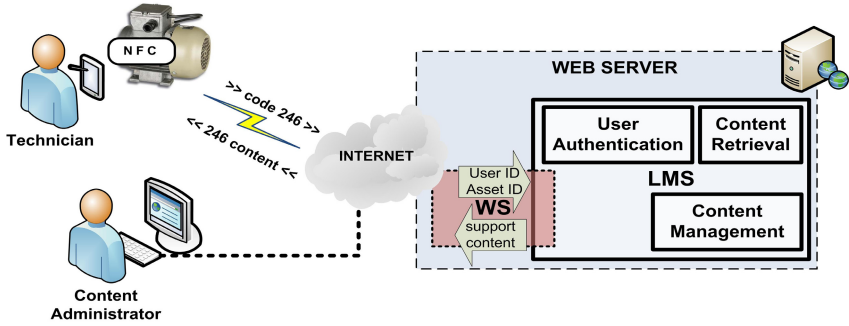 NFC
Technician
>> code 246 >>
<< 246 content <<
INTERNET
Content
Administrator
WEB SERVER
User
Authentication
Content
Retrieval
LMS
Content
Management
User ID
Asset ID
WS
support
content